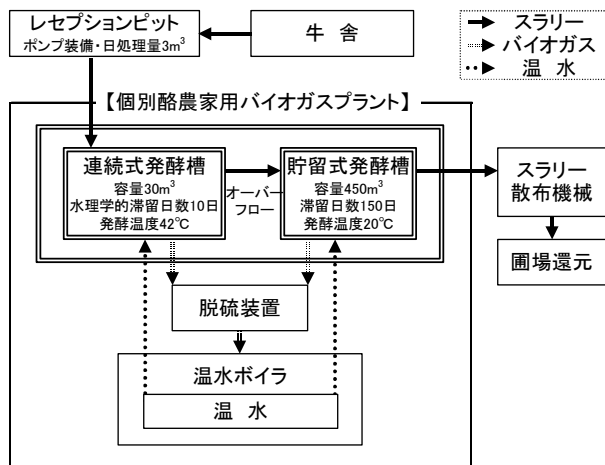 レセプションピット
ポンプ装備・日処理量3m³
牛 舎
スラリー
バイオガス
温 水
【個別酪農家用バイオガスプラント】
連続式発酵槽
容量30m³
水理学的滞留日数10日
発酵温度42℃
オーバー
フロー
貯留式発酵槽
容量450m³
滞留日数150日
発酵温度20℃
スラリー
散布機械
圃場還元
脱硫装置
温水ボイラ
温 水